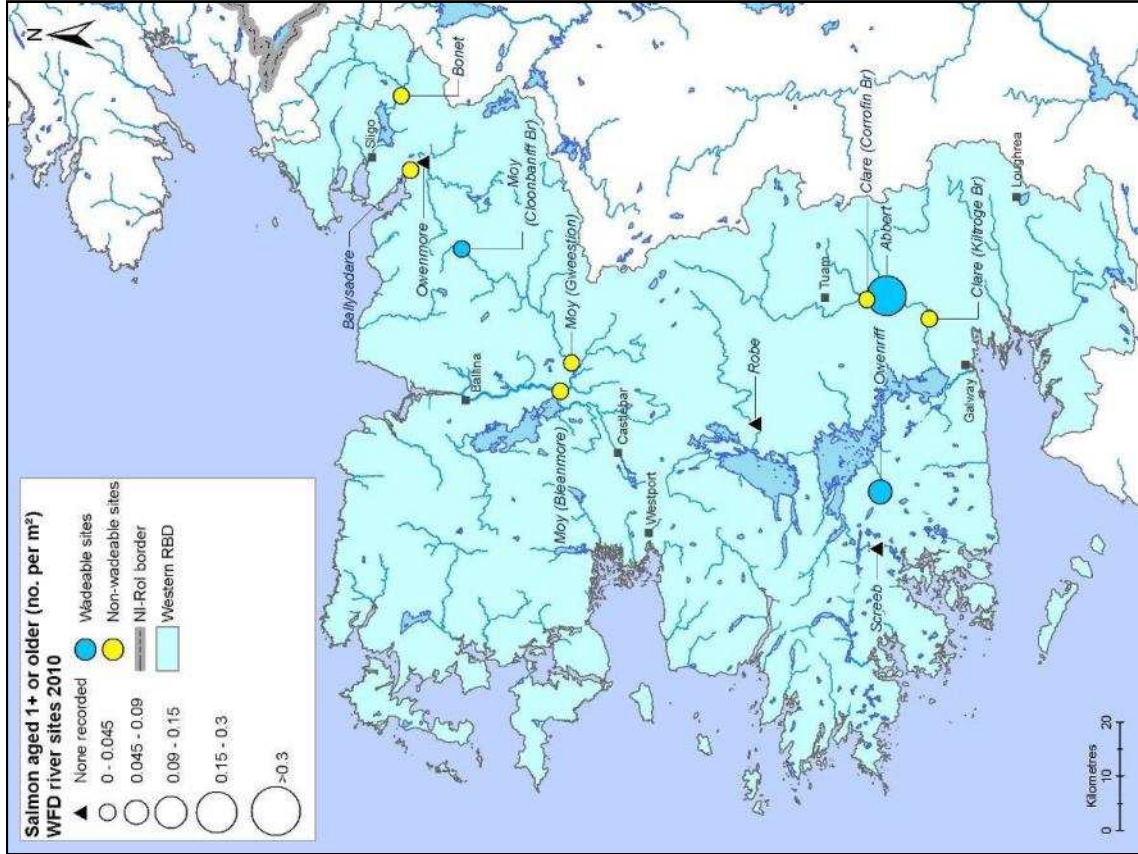 Salmon aged 1+ or older (no. per m²)
WFD river sites 2010
None recorded
0 - 0.045
0.045 - 0.09
0.09 - 0.15
0.15 - 0.3
>0.3
Wadeable sites
Non-wadeable sites
NI-RoI border
Western RBD
N
Bonet
Sligo
Ballysadare
Owenmore
Moy
(Cloonbaniff Br)
Moy (Gweestion)
Ballina
Moy (Bleanmore)
Castlebar
Westport
Robe
Tuam
Clare (Corrofin Br)
Abbert
Clare (Kiltroge Br)
Loughrea
Owenriff
Galway
Screeb
Kilometres
0 10 20